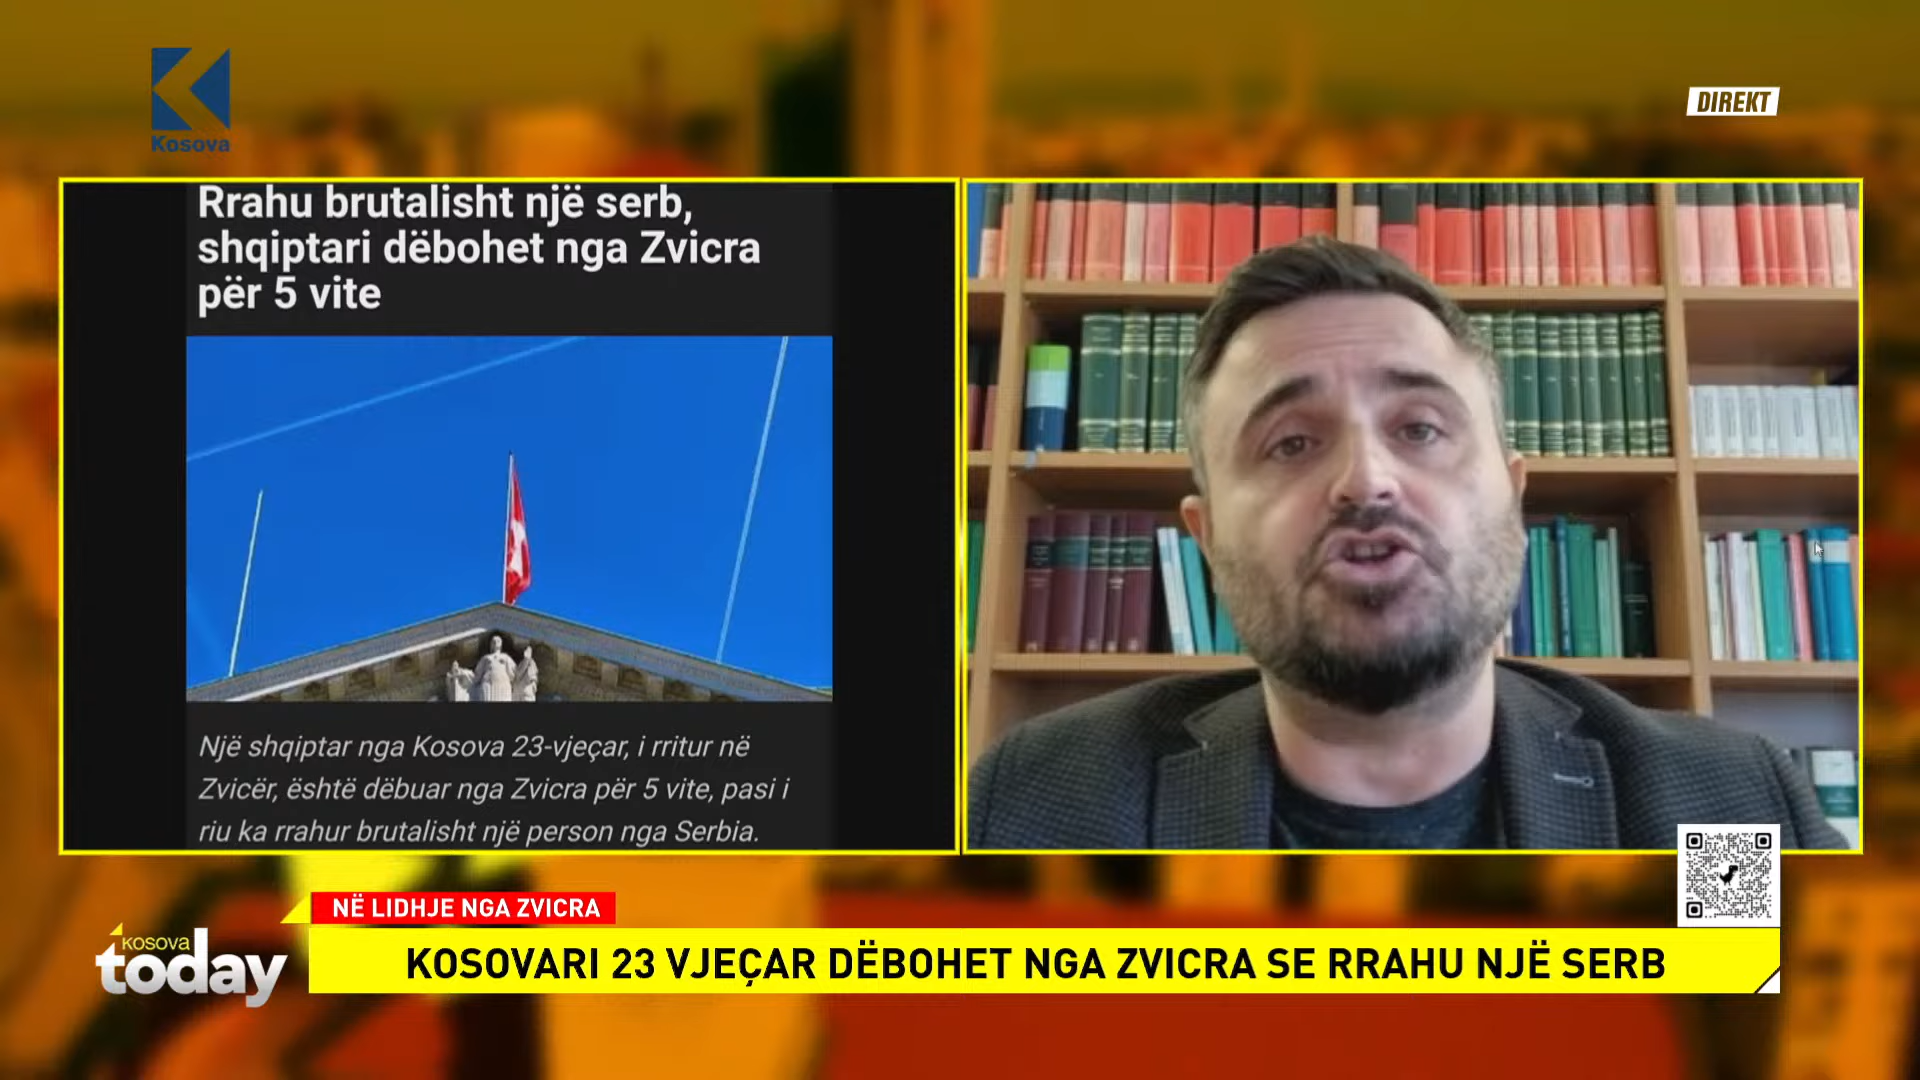 Kosova
DIREKT
Rrahu brutalisht një serb,
shqiptari dëbohet nga Zvicra
për 5 vite
Një shqiptar nga Kosova 23-vjeçar, i rritur në
Zvicër, është dëbuar nga Zvicra për 5 vite, pasi i
riu ka rrahur brutalisht një person nga Serbia.
NË LIDHJE NGA ZVICRA
KOSOVARI 23 VJEÇAR DËBOHET NGA ZVICRA SE RRAHU NJË SERB
kosova
today